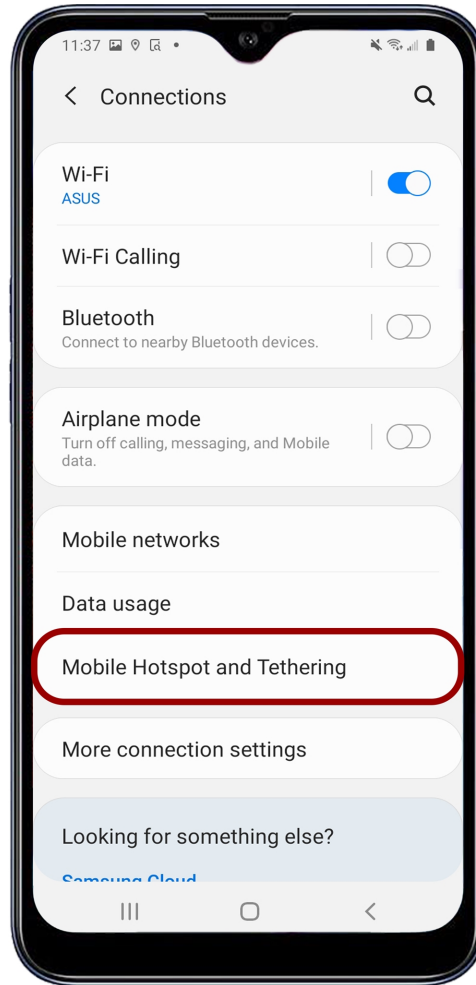 11:37
Connections
Wi-Fi
ASUS
Wi-Fi Calling
Bluetooth
Connect to nearby Bluetooth devices.
Airplane mode
Turn off calling, messaging, and Mobile
data.
Mobile networks
Data usage
Mobile Hotspot and Tethering
More connection settings
Looking for something else?
Samsung Cloud